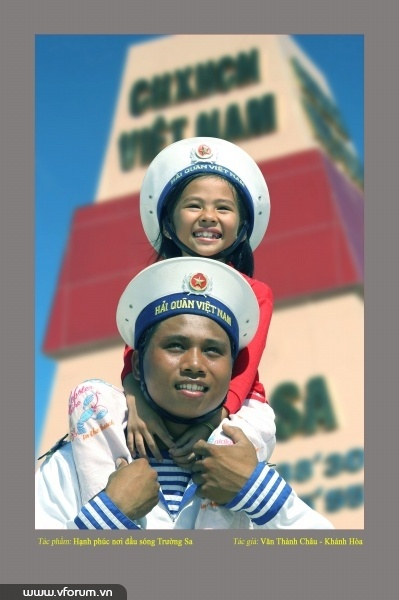 CHXHCN
VIỆT NAM
HẢI QUÂN VIỆT NAM
HẢI QUÂN VIỆT NAM
SA
Tác phẩm: Hạnh phúc nơi đầu sóng Trường Sa
Tác giả: Văn Thành Châu - Khánh Hòa
www.vforum.vn